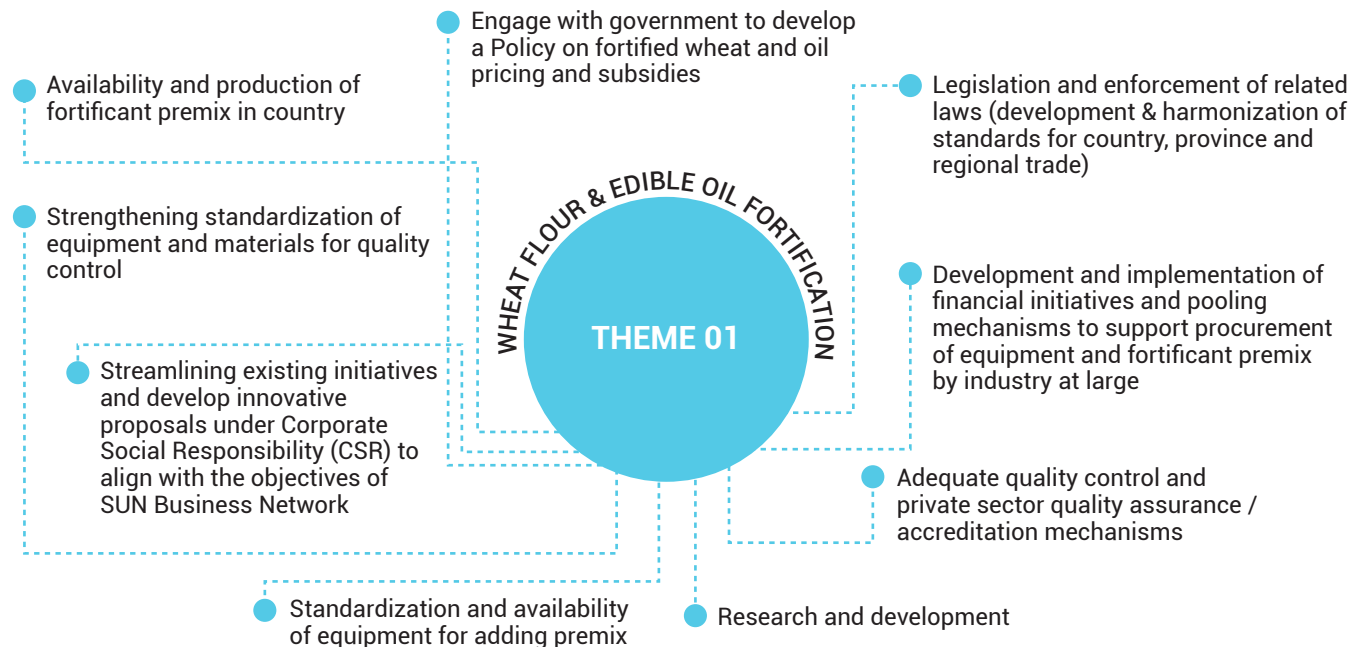 Engage with government to develop
a Policy on fortified wheat and oil
pricing and subsidies
Availability and production of
fortificant premix in country
Legislation and enforcement of related
laws (development & harmonization of
standards for country, province and
regional trade)
Strengthening standardization of
equipment and materials for quality
control
WHEAT FLOUR & EDIBLE OIL FORTIFICATION
THEME 01
Development and implementation of
financial initiatives and pooling
mechanisms to support procurement
of equipment and fortificant premix
by industry at large
Streamlining existing initiatives
and develop innovative
proposals under Corporate
Social Responsibility (CSR) to
align with the objectives of
SUN Business Network
Adequate quality control and
private sector quality assurance /
accreditation mechanisms
Standardization and availability
of equipment for adding premix
Research and development